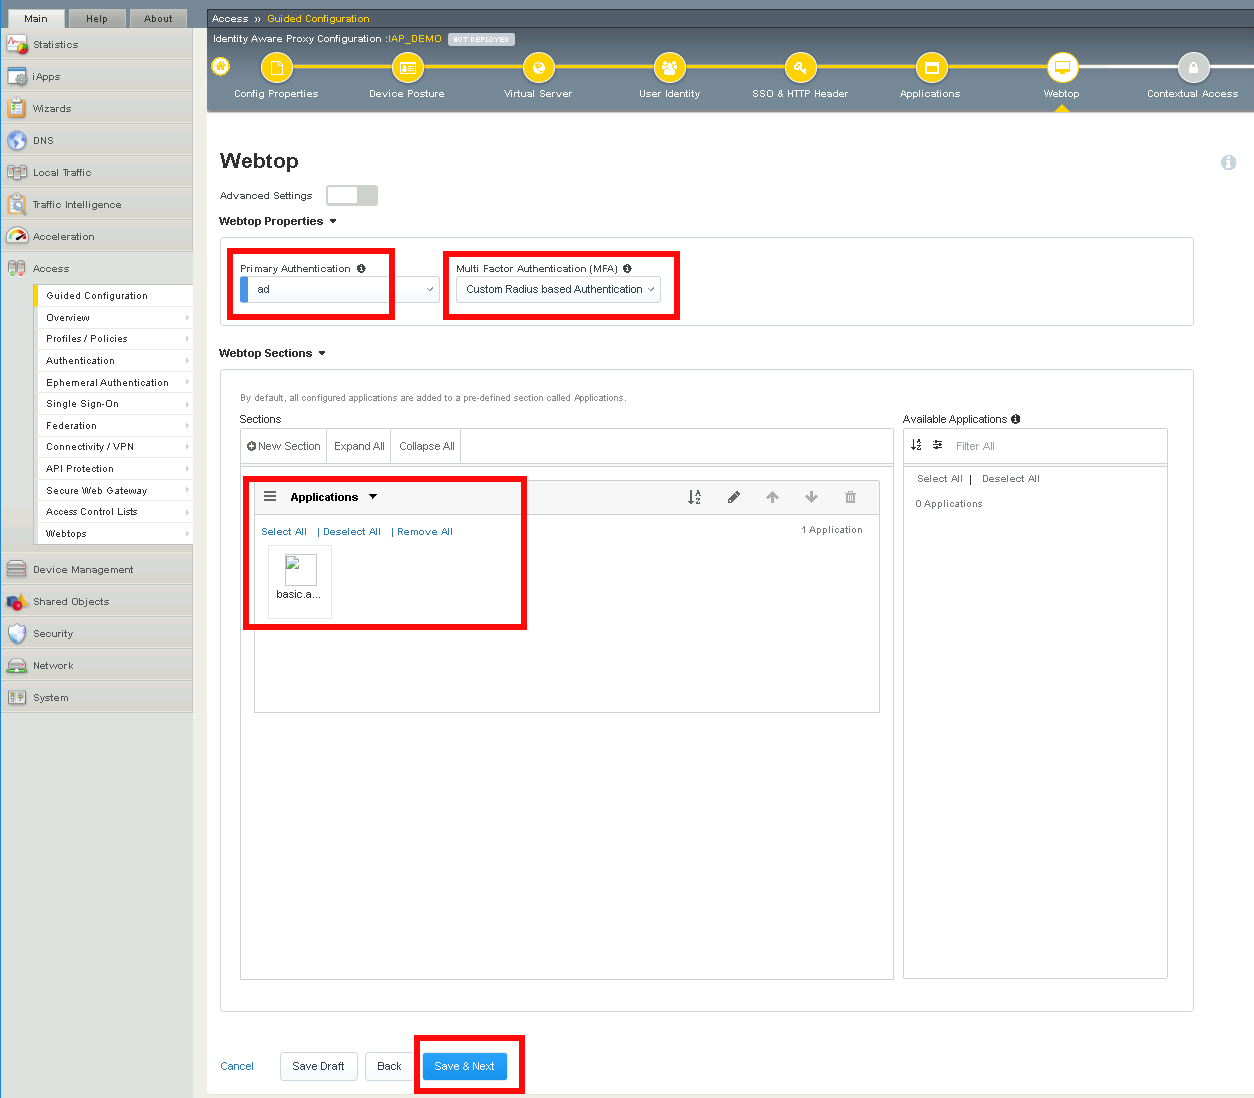 Main Help About
Access » Guided Configuration
Identity Aware Proxy Configuration :IAP_DEMO NOT DEPLOYED
Config Properties Device Posture Virtual Server User Identity SSO & HTTP Header Applications Webtop Contextual Access
Statistics
iApps
Wizards
DNS
Local Traffic
Traffic Intelligence
Acceleration
Access
Guided Configuration
Overview
Profiles / Policies
Authentication
Ephemeral Authentication
Single Sign-On
Federation
Connectivity / VPN
API Protection
Secure Web Gateway
Access Control Lists
Webtops
Device Management
Shared Objects
Security
Network
System
Webtop
Advanced Settings
Webtop Properties
Primary Authentication
ad
Multi Factor Authentication (MFA)
Custom Radius based Authentication
Webtop Sections
By default, all configured applications are added to a pre-defined section called Applications.
Sections
New Section Expand All Collapse All
Applications
Select All | Deselect All | Remove All
1 Application
basic.a...
Available Applications
Filter All
Select All | Deselect All
0 Applications
Cancel Save Draft Back Save & Next